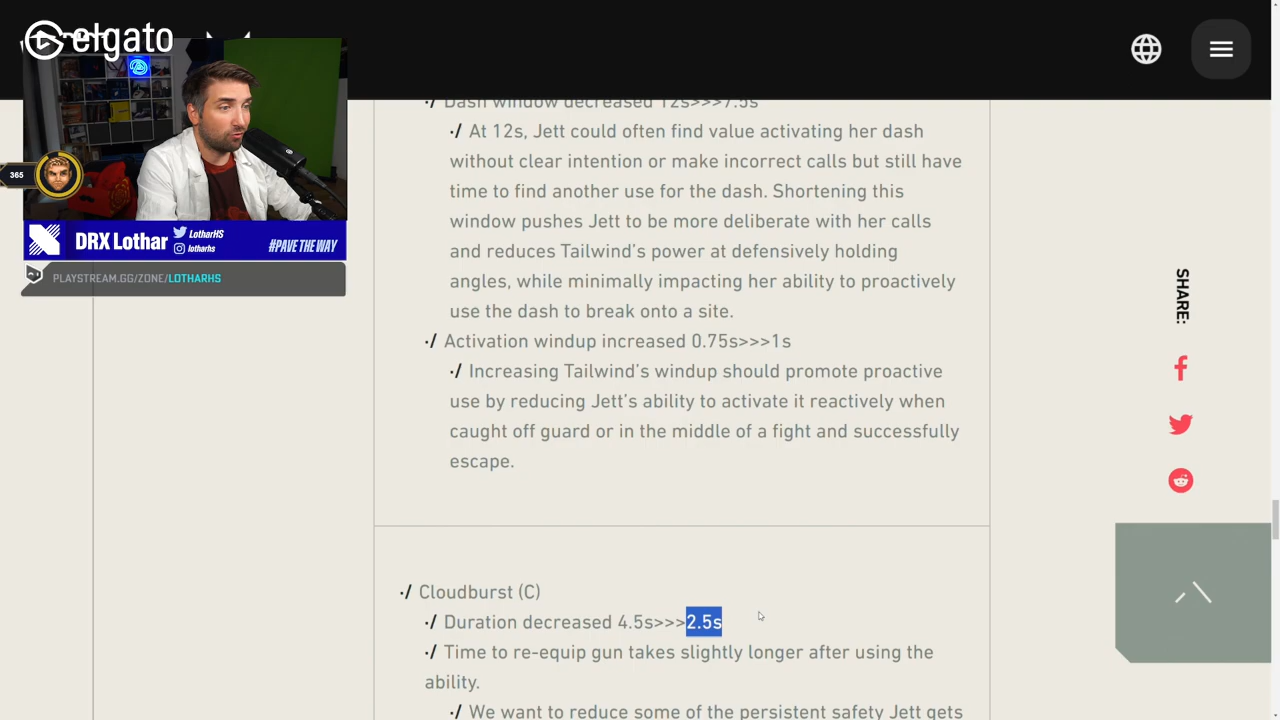 elgato
365
DRX Lothar
LotharHS
lotharhs
#PAVE THE WAY
PLAYSTREAM.GG/ZONE/LOTHARHS
·/ Dash window decreased 12s>>>7.5s
·/ At 12s, Jett could often find value activating her dash
without clear intention or make incorrect calls but still have
time to find another use for the dash. Shortening this
window pushes Jett to be more deliberate with her calls
and reduces Tailwind's power at defensively holding
angles, while minimally impacting her ability to proactively
use the dash to break onto a site.
·/ Activation windup increased 0.75s>>>1s
·/ Increasing Tailwind's windup should promote proactive
use by reducing Jett's ability to activate it reactively when
caught off guard or in the middle of a fight and successfully
escape.
·/ Cloudburst (C)
·/ Duration decreased 4.5s>>>2.5s
·/ Time to re-equip gun takes slightly longer after using the
ability.
·/ We want to reduce some of the persistent safety Jett gets
SHARE: